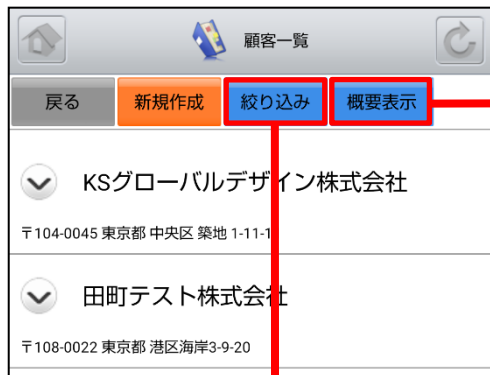 顧客一覧
戻る 新規作成 絞り込み 概要表示
KSグローバルデザイン株式会社
〒104-0045 東京都 中央区 築地 1-11-1
田町テスト株式会社
〒108-0022 東京都 港区海岸3-9-20